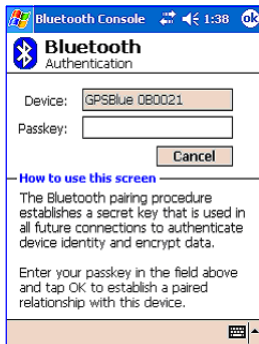 Bluetooth Console 1:38 ok
Bluetooth
Authentication
Device: GPSBlue 0B0021
Passkey:
Cancel
How to use this screen
The Bluetooth pairing procedure
establishes a secret key that is used in
all future connections to authenticate
device identity and encrypt data.
Enter your passkey in the field above
and tap OK to establish a paired
relationship with this device.